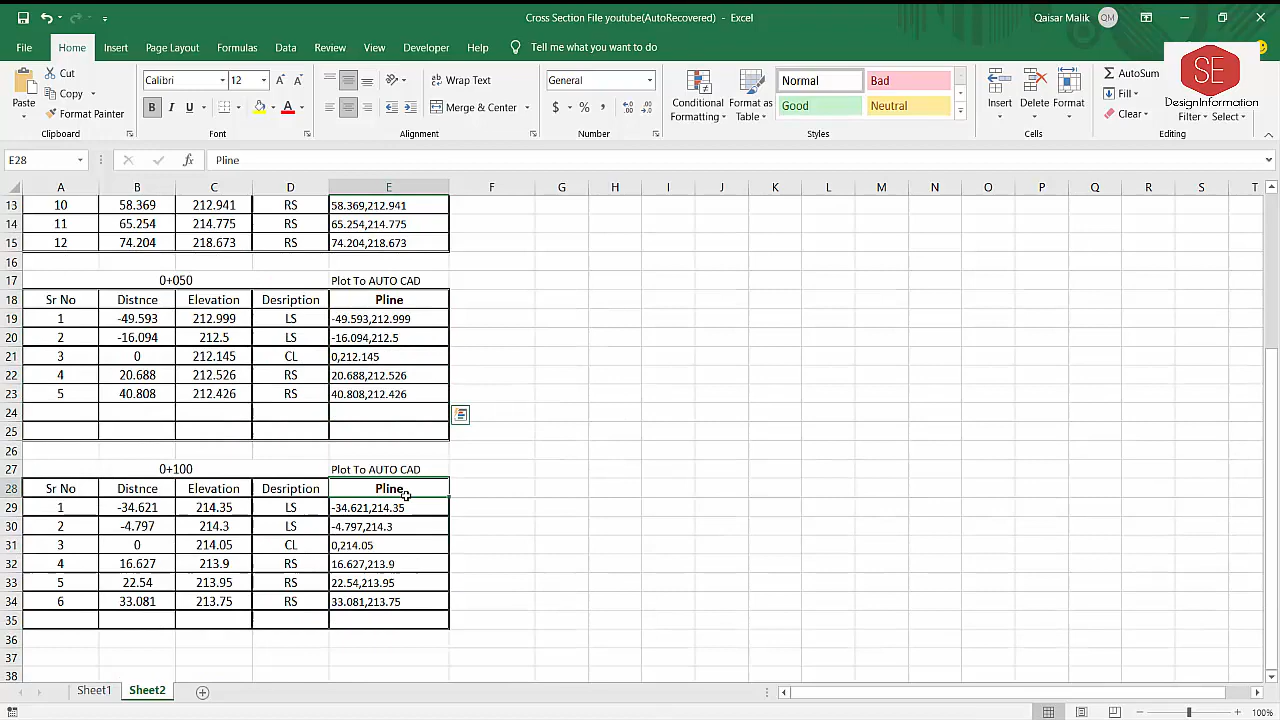 Cross Section File youtube(AutoRecovered) - Excel
Qaisar Malik QM
File Home Insert Page Layout Formulas Data Review View Developer Help Tell me what you want to do
SE
DesignInformation
Paste Cut Copy Format Painter
Calibri 12
B I U
Wrap Text
Merge & Center
General
$ % ,
Conditional Formatting Format as Table
Normal Bad
Good Neutral
Insert Delete Format
AutoSum
Fill
Clear
Filter Select
Clipboard Font Alignment Number Styles Cells Editing
E28 fx Pline
A B C D E F G H I J K L M N O P Q R S T
13 10 58.369 212.941 RS 58.369,212.941
14 11 65.254 214.775 RS 65.254,214.775
15 12 74.204 218.673 RS 74.204,218.673
16
17 0+050 Plot To AUTO CAD
18 Sr No Distnce Elevation Desription Pline
19 1 -49.593 212.999 LS -49.593,212.999
20 2 -16.094 212.5 LS -16.094,212.5
21 3 0 212.145 CL 0,212.145
22 4 20.688 212.526 RS 20.688,212.526
23 5 40.808 212.426 RS 40.808,212.426
24
25
26
27 0+100 Plot To AUTO CAD
28 Sr No Distnce Elevation Desription Pline
29 1 -34.621 214.35 LS -34.621,214.35
30 2 -4.797 214.3 LS -4.797,214.3
31 3 0 214.05 CL 0,214.05
32 4 16.627 213.9 RS 16.627,213.9
33 5 22.54 213.95 RS 22.54,213.95
34 6 33.081 213.75 RS 33.081,213.75
35
36
37
38
Sheet1 Sheet2
100%